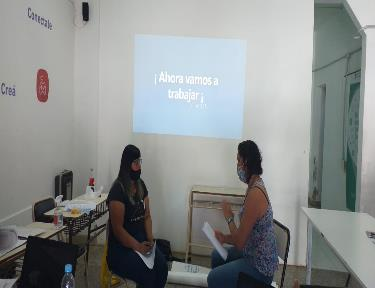 Conectate
Creá
¡ Ahora vamos a
trabajar ¡